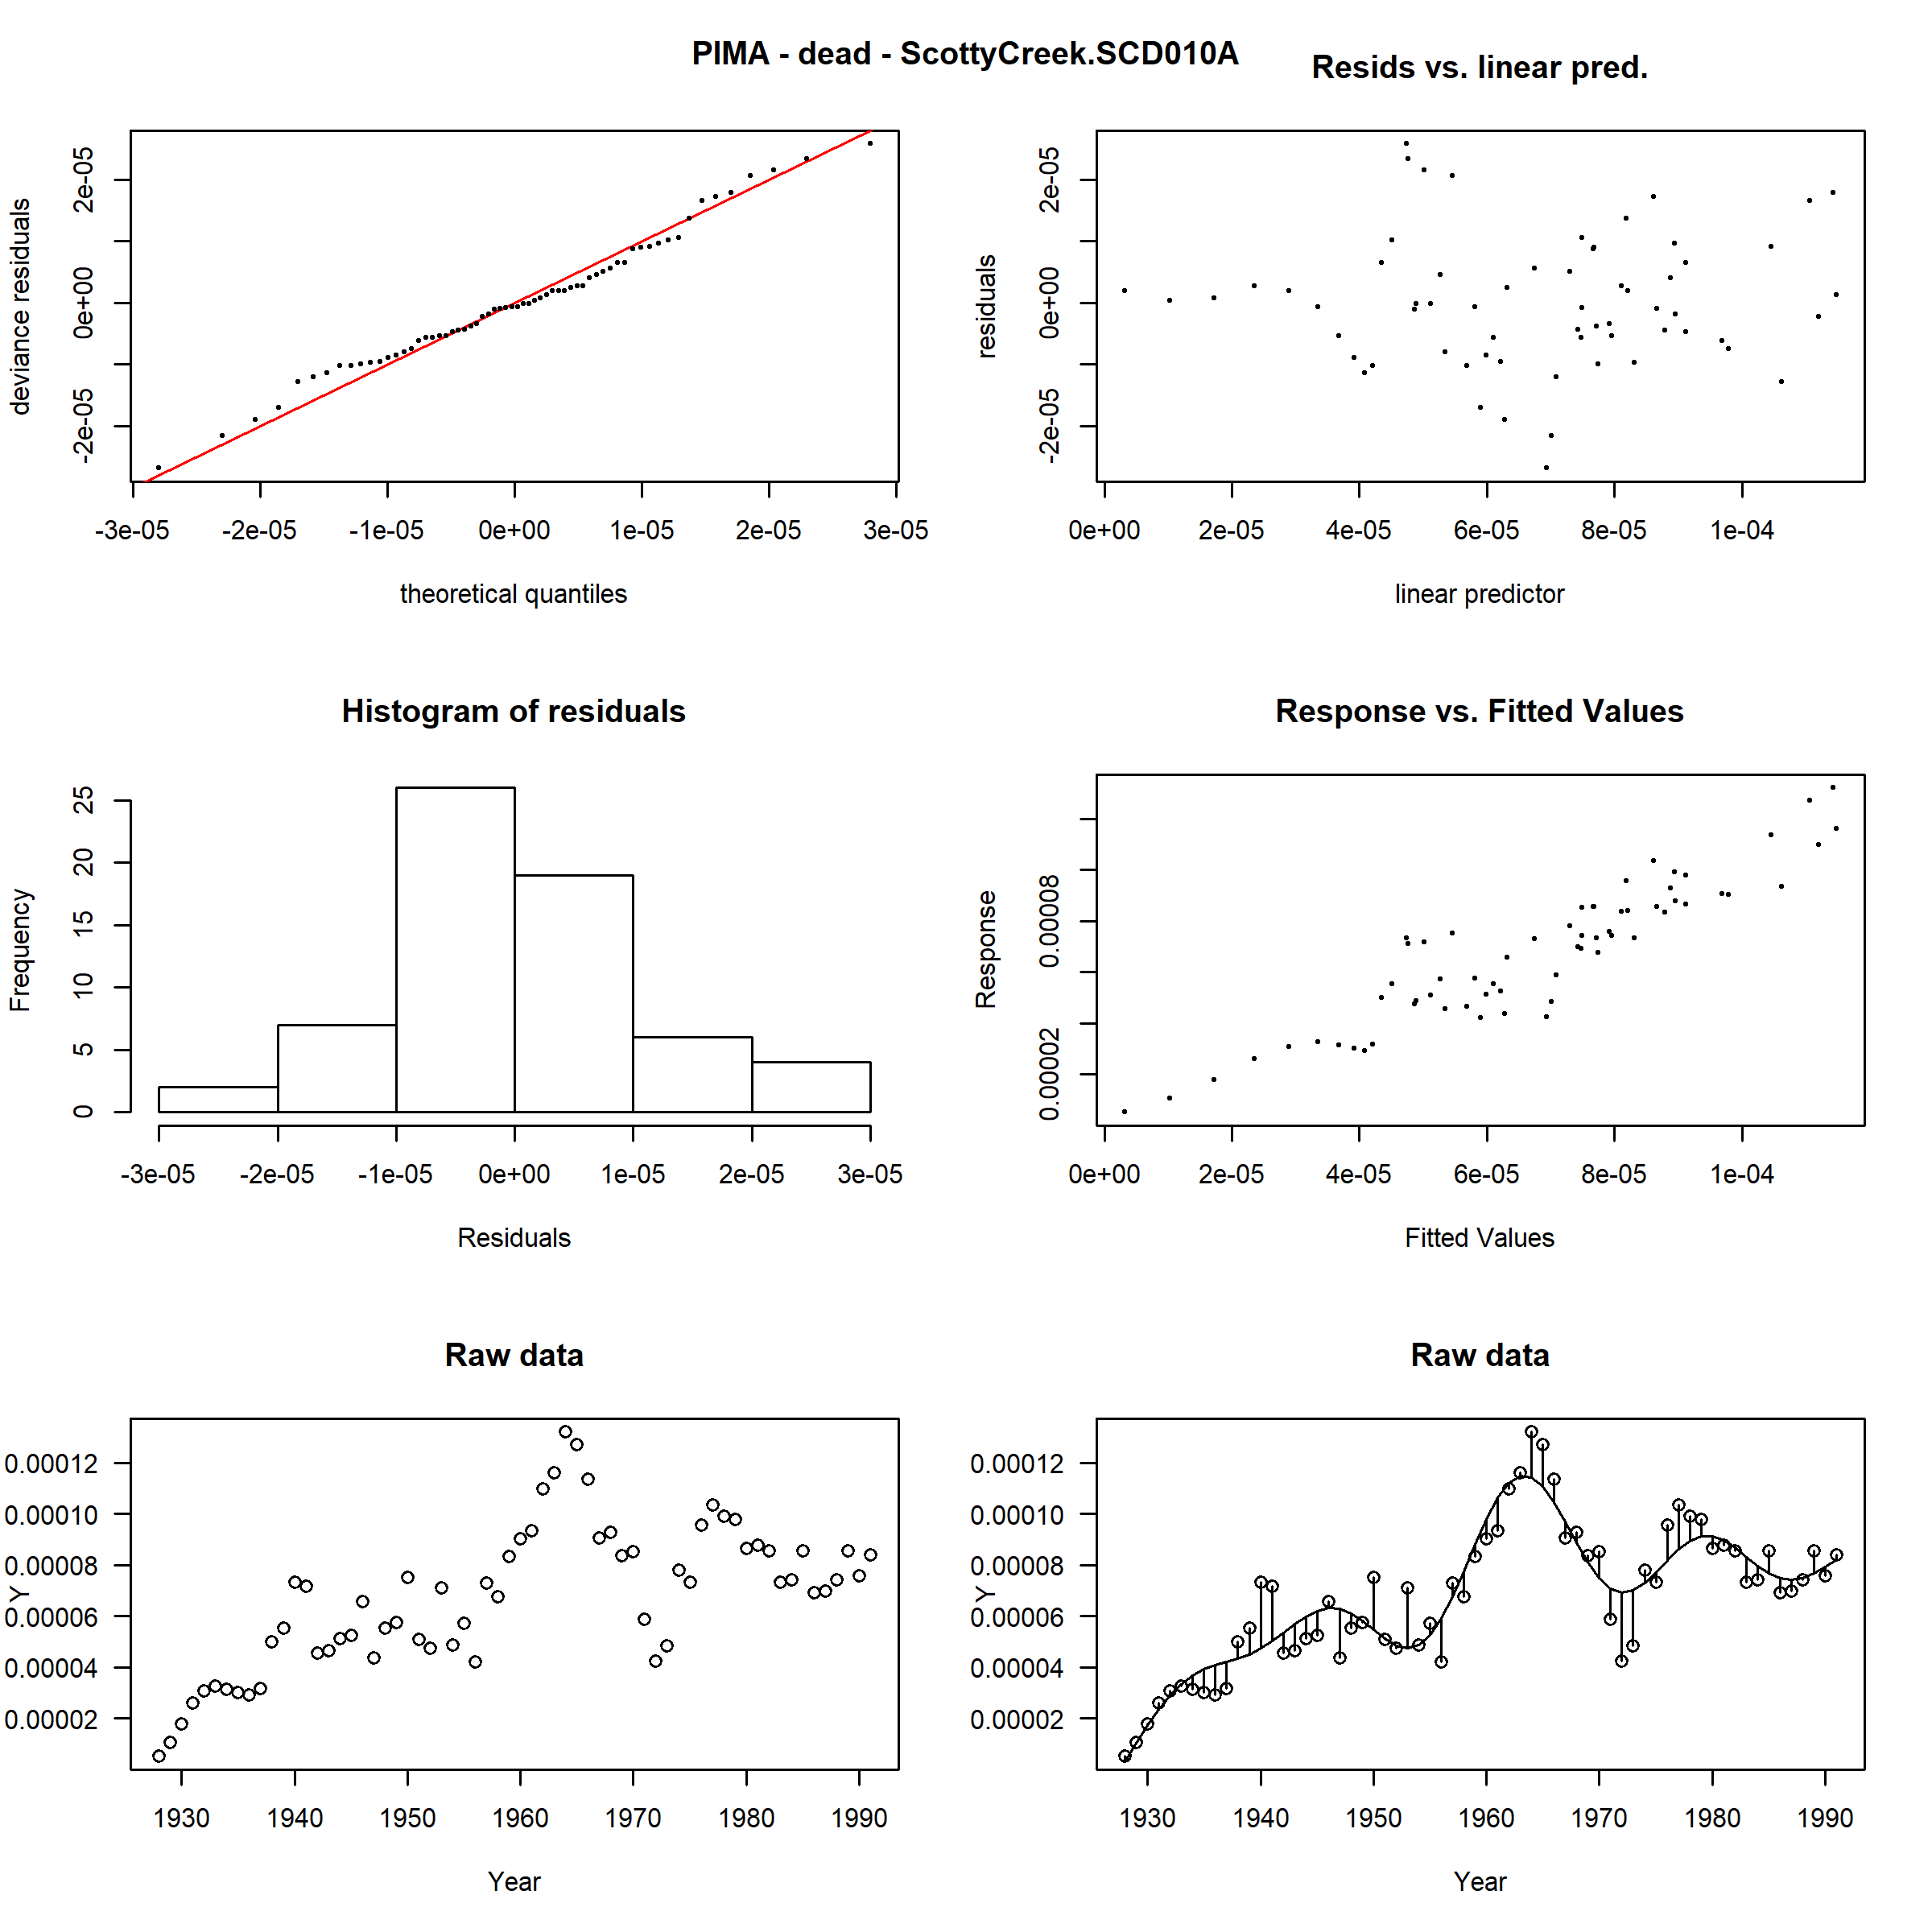 PIMA - dead - ScottyCreek.SCD010A
Resids vs. linear pred.
deviance residuals
-2e-05 0e+00 2e-05
-3e-05 -2e-05 -1e-05 0e+00 1e-05 2e-05 3e-05
theoretical quantiles
residuals
-2e-05 0e+00 2e-05
0e+00 2e-05 4e-05 6e-05 8e-05 1e-04
linear predictor
Histogram of residuals
Frequency
0 5 10 15 20 25
-3e-05 -2e-05 -1e-05 0e+00 1e-05 2e-05 3e-05
Residuals
Response vs. Fitted Values
Response
0.00002 0.00008
0e+00 2e-05 4e-05 6e-05 8e-05 1e-04
Fitted Values
Raw data
Y
0.00012
0.00010
0.00008
0.00006
0.00004
0.00002
1930 1940 1950 1960 1970 1980 1990
Year
Raw data
Y
0.00012
0.00010
0.00008
0.00006
0.00004
0.00002
1930 1940 1950 1960 1970 1980 1990
Year